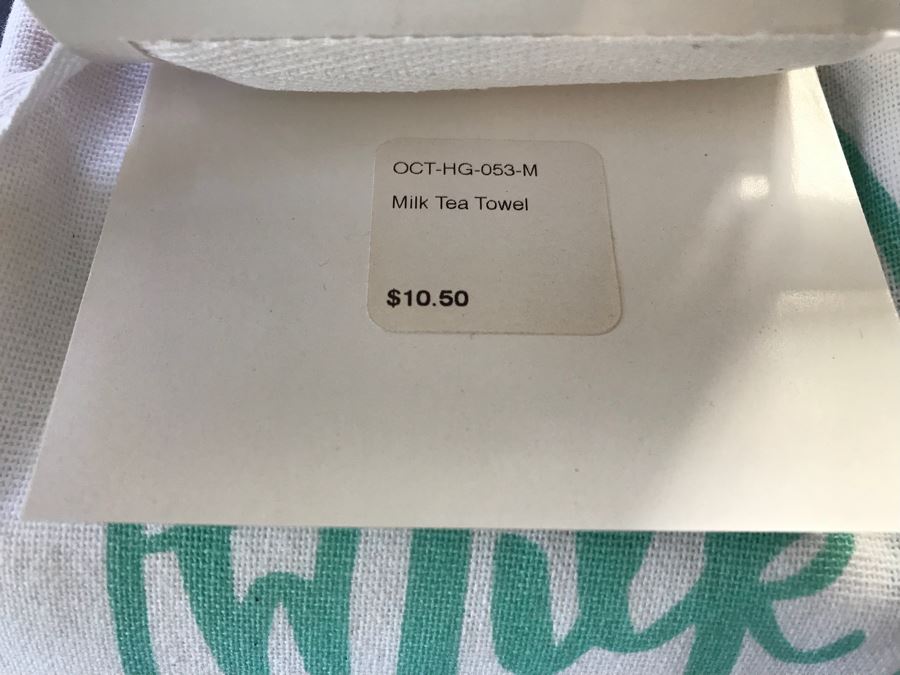 OCT-HG-053-M
Milk Tea Towel
$10.50